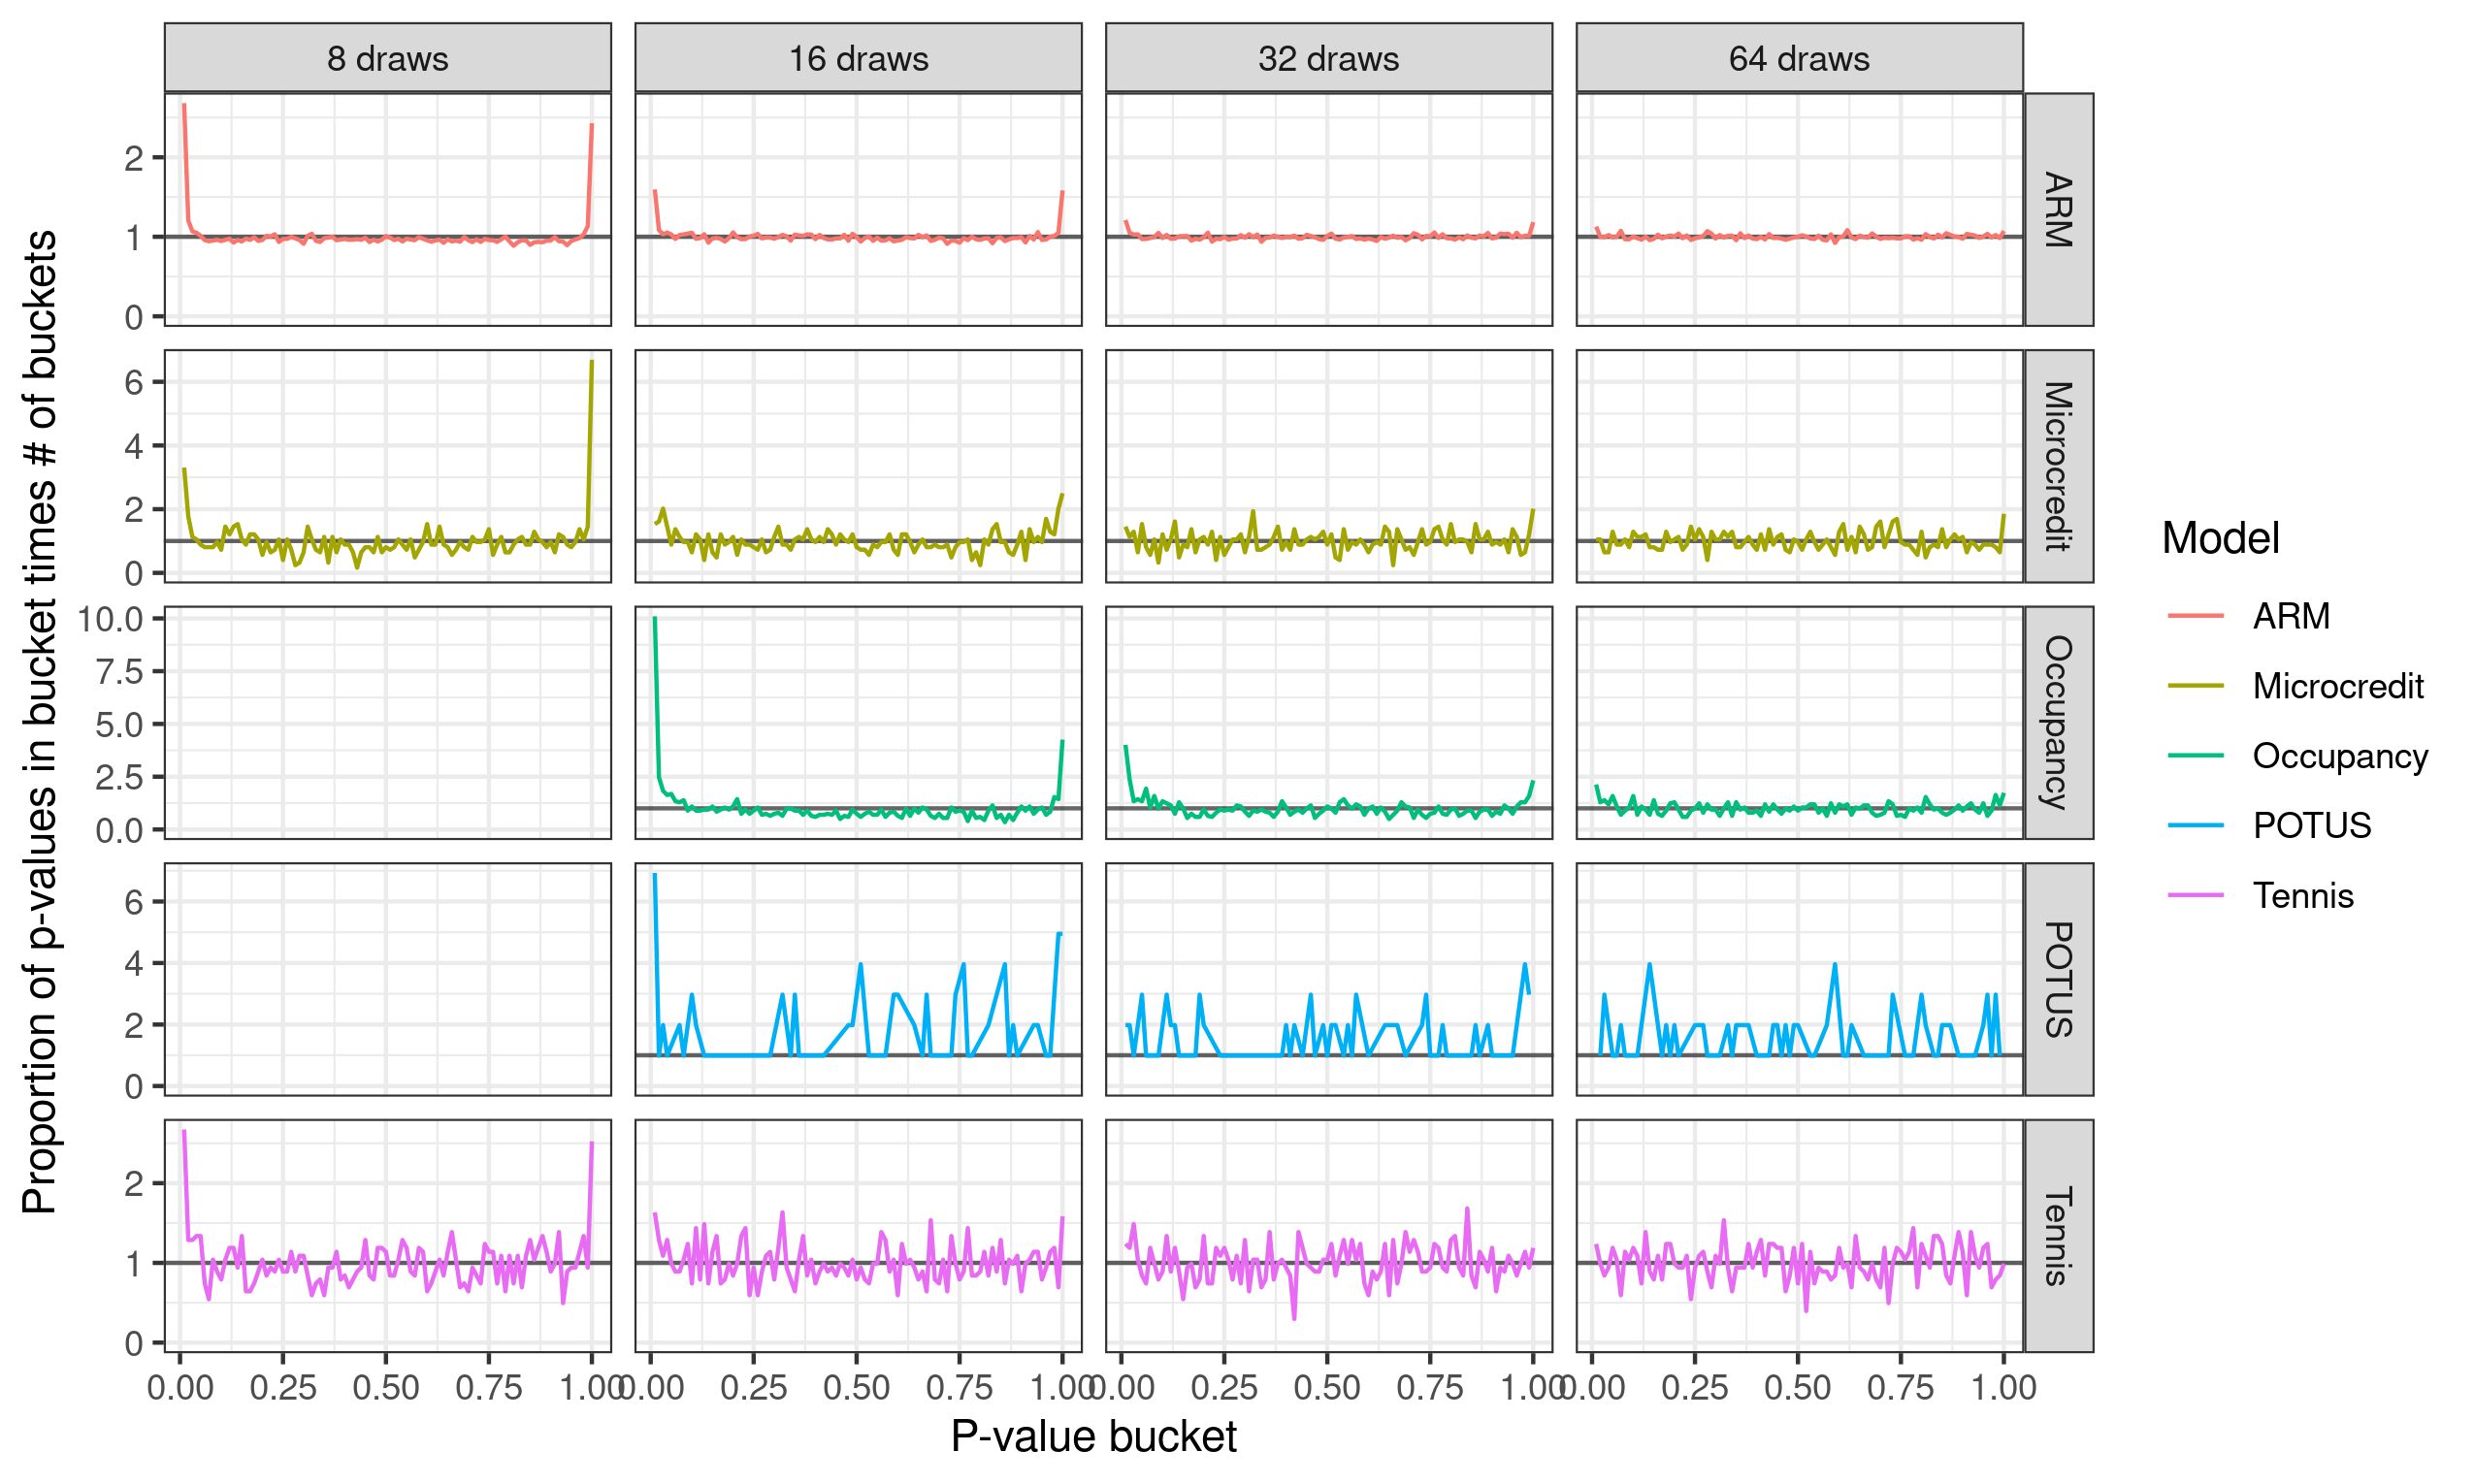 8 draws 16 draws 32 draws 64 draws
Proportion of p-values in bucket times # of buckets
2
1
0
ARM
6
4
2
0
Microcredit
10.0
7.5
5.0
2.5
0.0
Occupancy
6
4
2
0
POTUS
2
1
0
Tennis
0.00 0.25 0.50 0.75 1.00 0.00 0.25 0.50 0.75 1.00 0.00 0.25 0.50 0.75 1.00 0.00 0.25 0.50 0.75 1.00
P-value bucket
Model
ARM
Microcredit
Occupancy
POTUS
Tennis